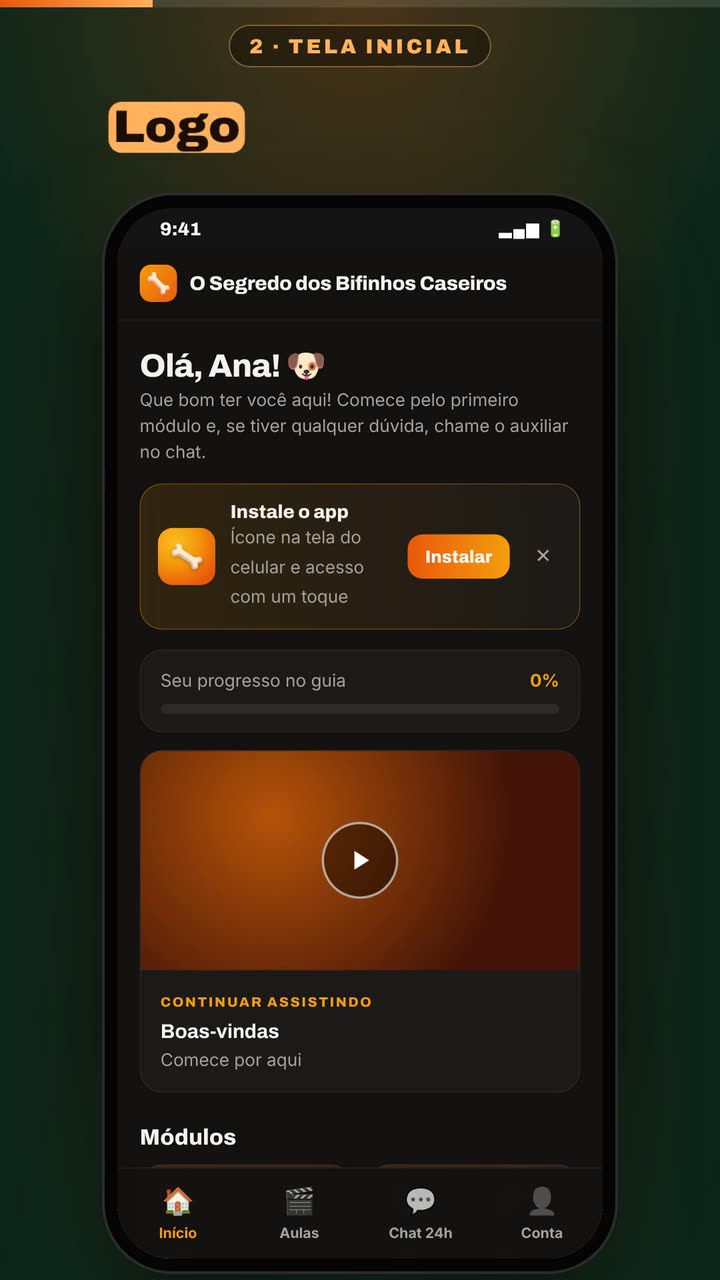 2 · TELA INICIAL
Logo
9:41
O Segredo dos Bifinhos Caseiros
Olá, Ana!
Que bom ter você aqui! Comece pelo primeiro
módulo e, se tiver qualquer dúvida, chame o auxiliar
no chat.
Instale o app
Ícone na tela do
celular e acesso
com um toque
Instalar
✕
Seu progresso no guia
0%
CONTINUAR ASSISTINDO
Boas-vindas
Comece por aqui
Módulos
Início
Aulas
Chat 24h
Conta